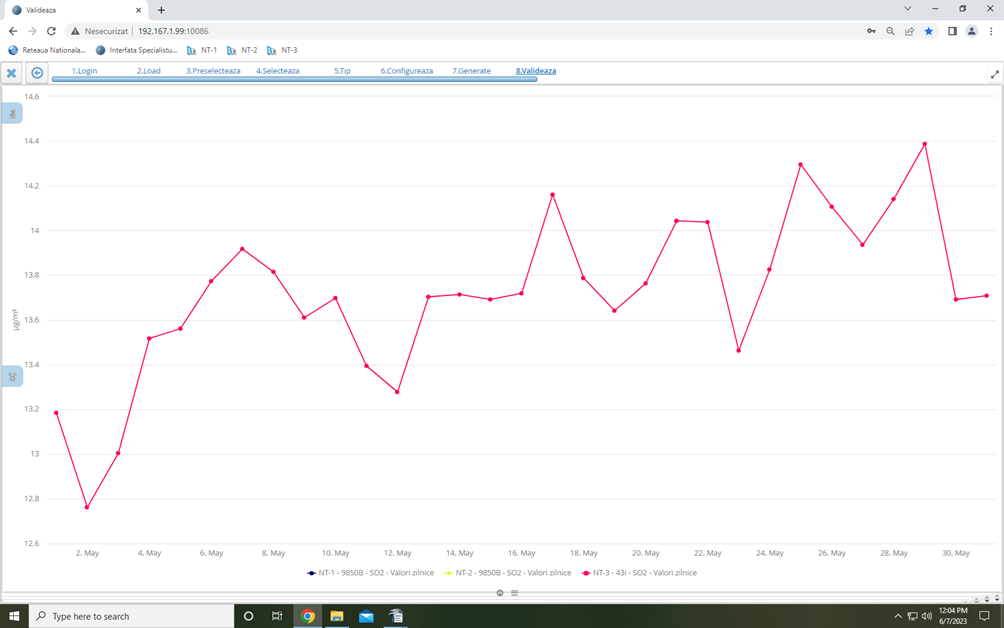 Valideaza
Nesecurizat 192.167.1.99:10086
Reteaua Nationala... Interfata Specialistu... NT-1 NT-2 NT-3
1.Login 2.Load 3.Preselecteaza 4.Selecteaza 5.Tip 6.Configureaza 7.Generate 8.Valideaza
14.6
14.4
14.2
14
13.8
13.6
µg/m³
13.4
13.2
13
12.8
12.6
2. May 4. May 6. May 8. May 10. May 12. May 14. May 16. May 18. May 20. May 22. May 24. May 26. May 28. May 30. May
NT-1 - 9850B - SO2 - Valori zilnice NT-2 - 9850B - SO2 - Valori zilnice NT-3 - 43i - SO2 - Valori zilnice
Type here to search
12:04 PM
6/7/2023